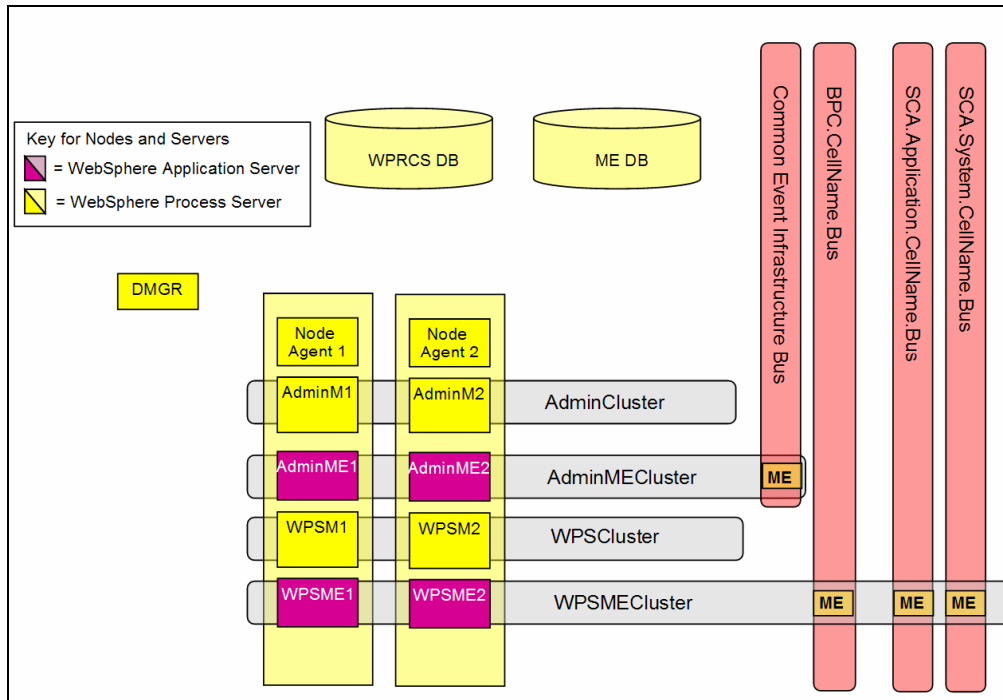 WPRCS DB
ME DB
Key for Nodes and Servers
= WebSphere Application Server
= WebSphere Process Server
DMGR
Node
Agent 1
Node
Agent 2
AdminM1
AdminM2
AdminCluster
AdminME1
AdminME2
AdminMECluster
ME
WPSM1
WPSM2
WPSCluster
WPSME1
WPSME2
WPSMECluster
ME
ME
ME
Common Event Infrastructure Bus
BPC.CellName.Bus
SCA.Application.CellName.Bus
SCA.System.CellName.Bus